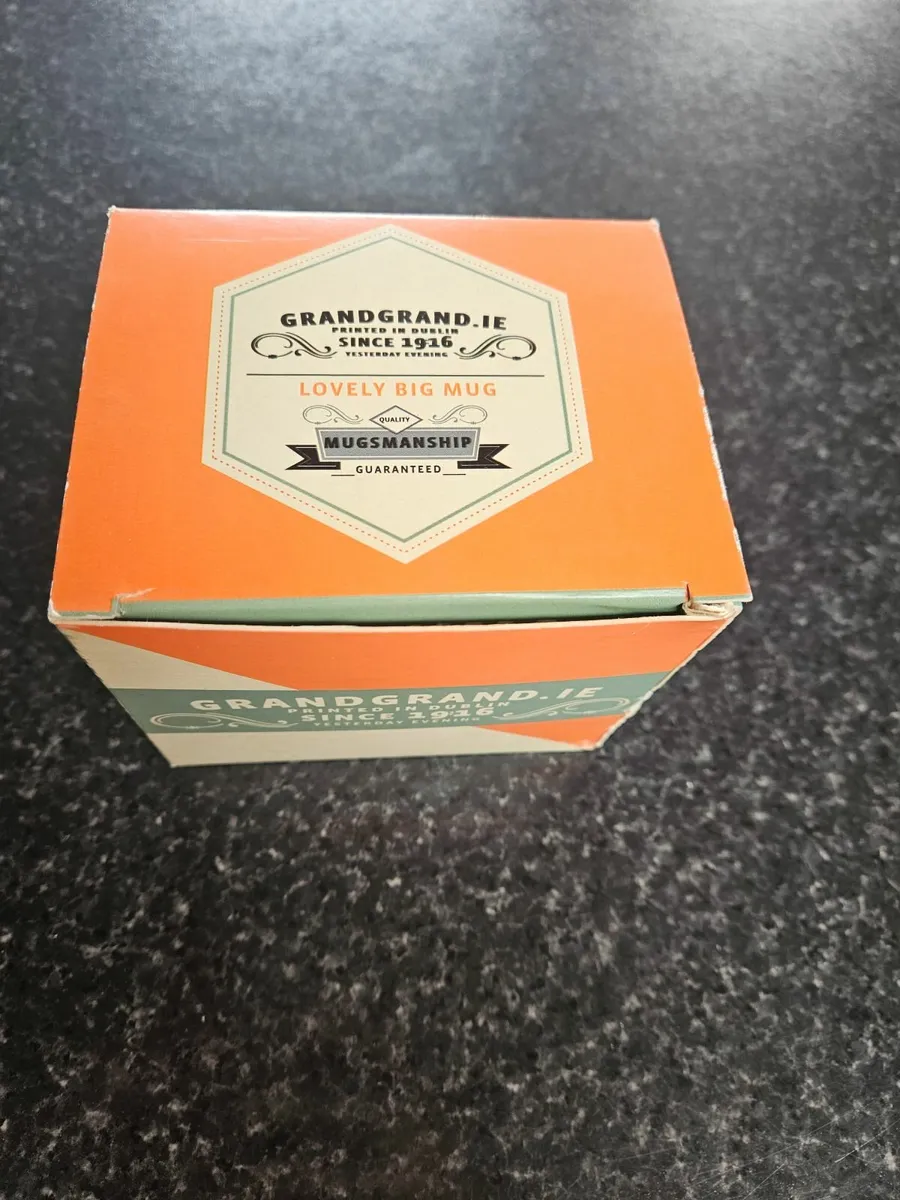 GRANDGRAND.IE
PRINTED IN DUBLIN
SINCE 1916
YESTERDAY EVENING
LOVELY BIG MUG
QUALITY
MUGSMANSHIP
GUARANTEED
GRANDGRAND.IE
PRINTED IN DUBLIN
SINCE 1916
YESTERDAY EVENING